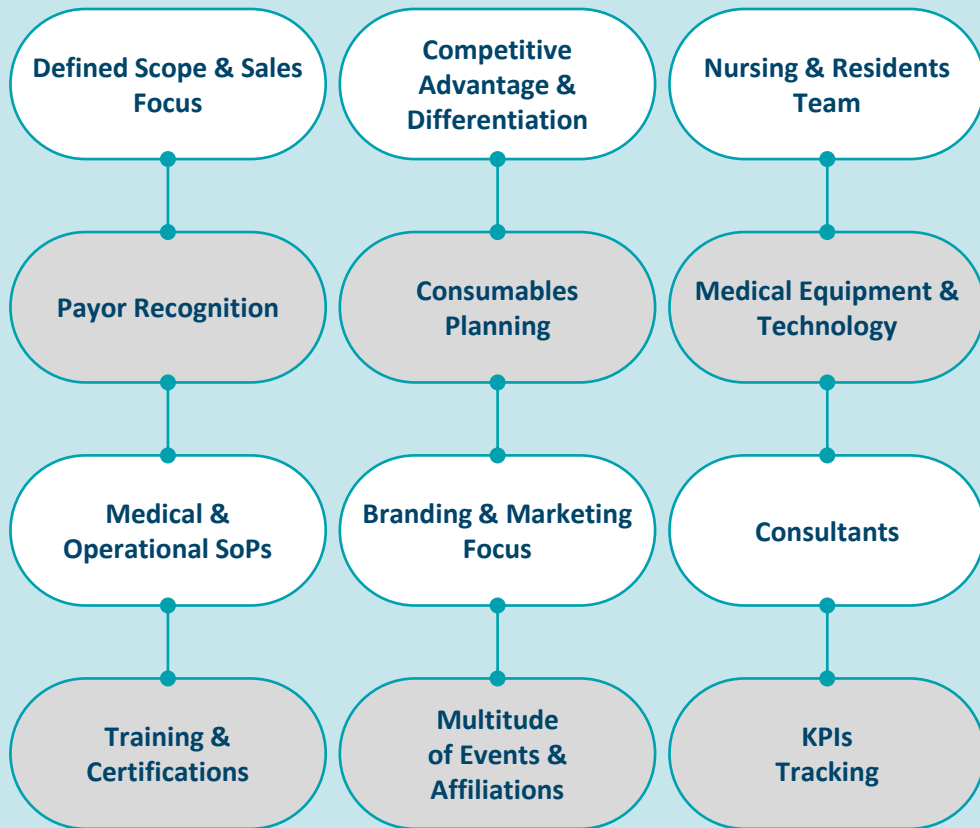 Defined Scope & Sales
Focus
Competitive
Advantage &
Differentiation
Nursing & Residents
Team
Payor Recognition
Consumables
Planning
Medical Equipment &
Technology
Medical &
Operational SoPs
Branding & Marketing
Focus
Consultants
Training &
Certifications
Multitude
of Events &
Affiliations
KPIs
Tracking